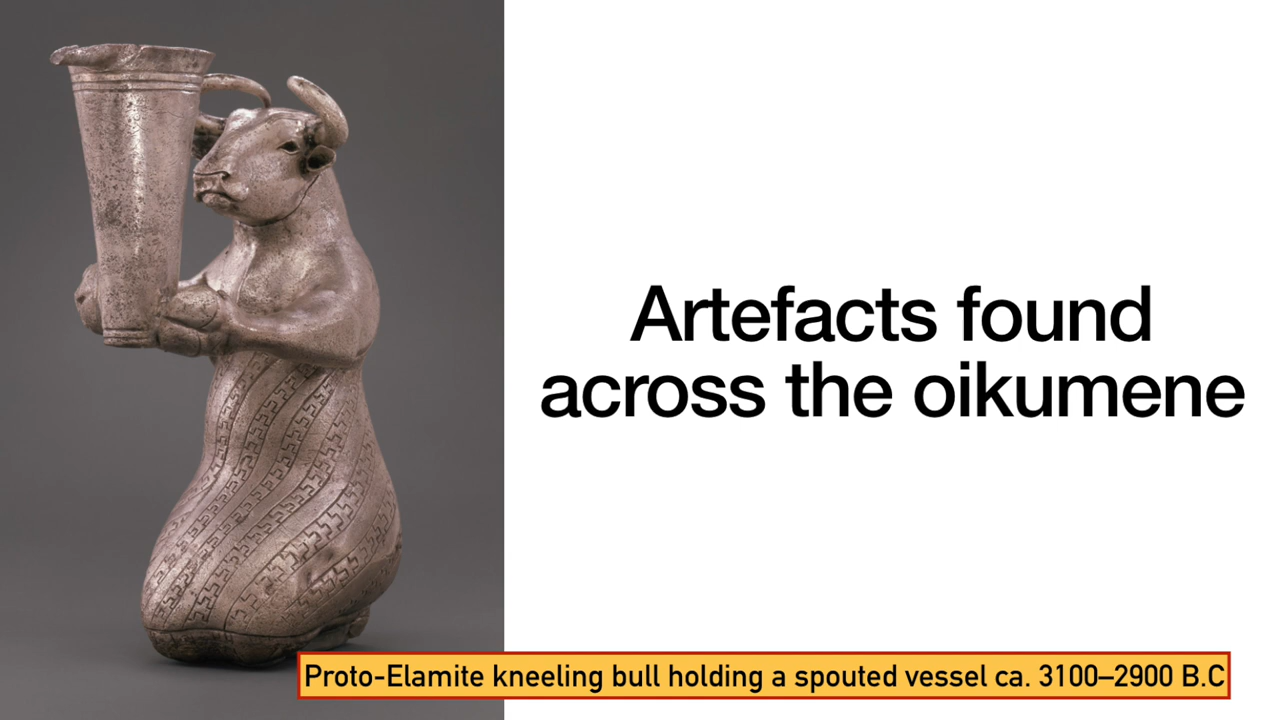 Artefacts found
across the oikumene
Proto-Elamite kneeling bull holding a spouted vessel ca. 3100–2900 B.C